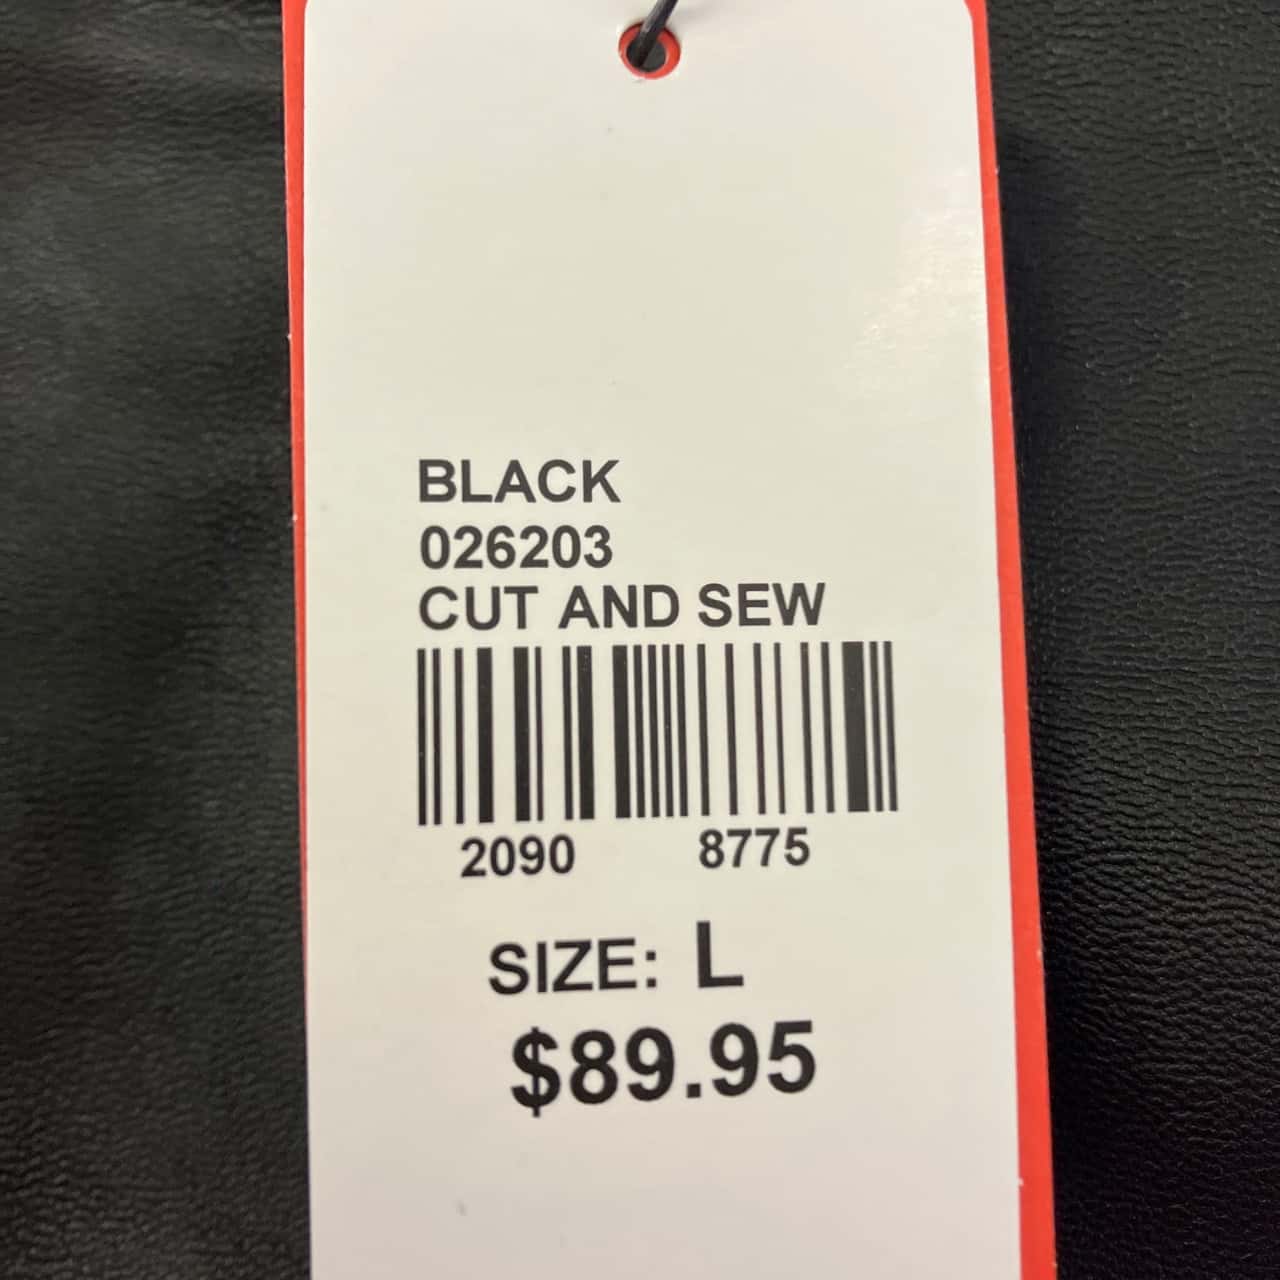 BLACK
026203
CUT AND SEW
2090 8775
SIZE: L
$89.95